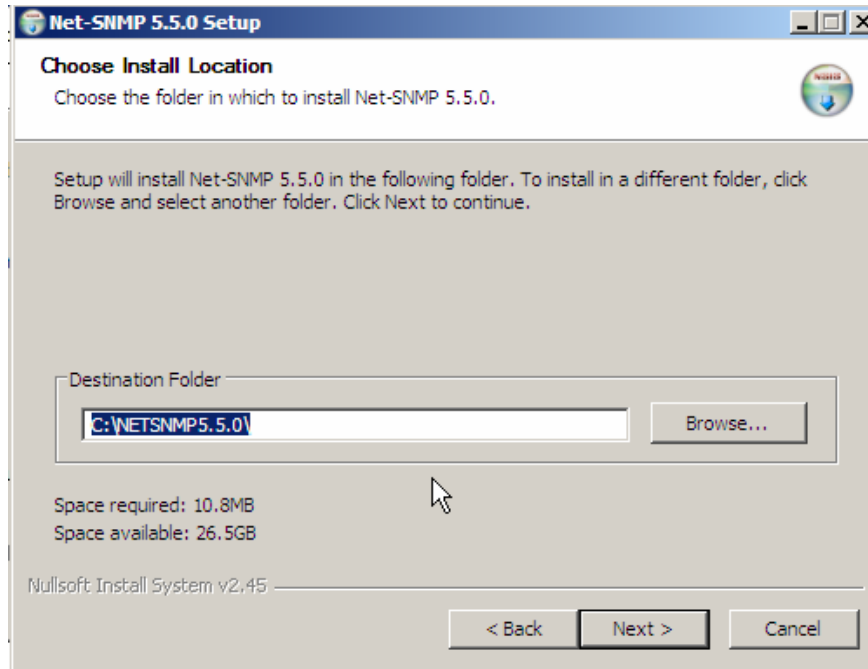 Net-SNMP 5.5.0 Setup
Choose Install Location
Choose the folder in which to install Net-SNMP 5.5.0.
Setup will install Net-SNMP 5.5.0 in the following folder. To install in a different folder, click
Browse and select another folder. Click Next to continue.
Destination Folder
C:\NETSNMP5.5.0\
Browse...
Space required: 10.8MB
Space available: 26.5GB
Nullsoft Install System v2.45
< Back
Next >
Cancel